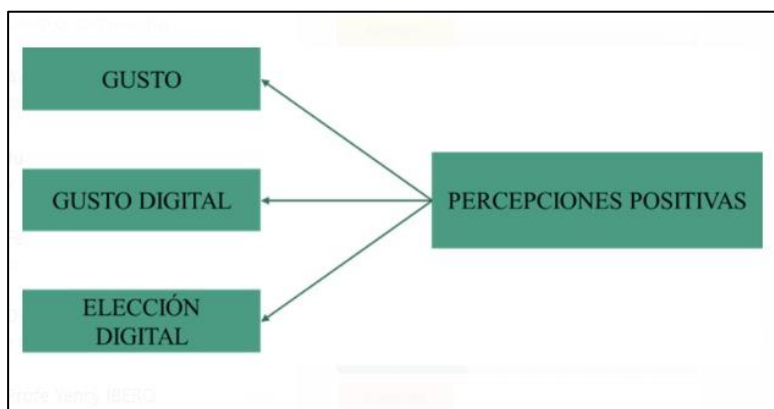 GUSTO
GUSTO DIGITAL
ELECCIÓN
DIGITAL
PERCEPCIONES POSITIVAS